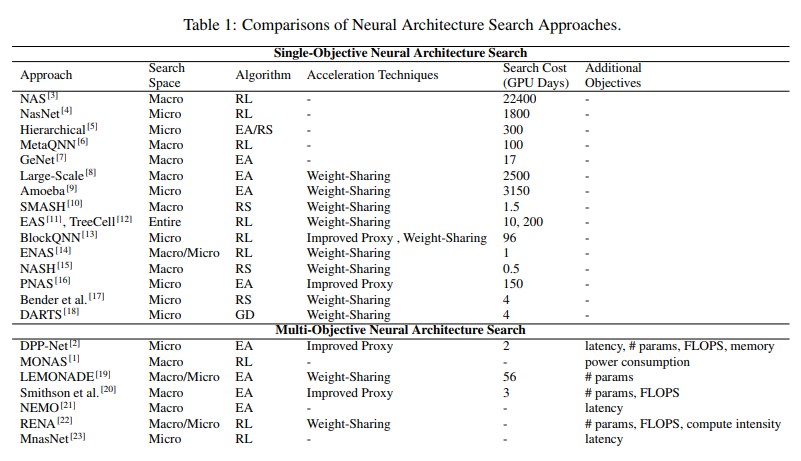 Table 1: Comparisons of Neural Architecture Search Approaches.
Single-Objective Neural Architecture Search
Approach Search Space Algorithm Acceleration Techniques Search Cost (GPU Days) Additional Objectives
NAS[3] Macro RL - 22400 -
NasNet[4] Micro RL - 1800 -
Hierarchical[5] Micro EA/RS - 300 -
MetaQNN[6] Macro RL - 100 -
GeNet[7] Macro EA - 17 -
Large-Scale[8] Macro EA Weight-Sharing 2500 -
Amoeba[9] Micro EA Weight-Sharing 3150 -
SMASH[10] Macro RS Weight-Sharing 1.5 -
EAS[11], TreeCell[12] Entire RL Weight-Sharing 10, 200 -
BlockQNN[13] Micro RL Improved Proxy , Weight-Sharing 96 -
ENAS[14] Macro/Micro RL Weight-Sharing 1 -
NASH[15] Macro RS Weight-Sharing 0.5 -
PNAS[16] Micro EA Improved Proxy 150 -
Bender et al.[17] Micro RS Weight-Sharing 4 -
DARTS[18] Micro GD Weight-Sharing 4 -
Multi-Objective Neural Architecture Search
DPP-Net[2] Micro EA Improved Proxy 2 latency, # params, FLOPS, memory
MONAS[1] Macro RL - - power consumption
LEMONADE[19] Macro/Micro EA Weight-Sharing 56 # params
Smithson et al.[20] Macro EA Improved Proxy 3 # params, FLOPS
NEMO[21] Macro EA - - latency
RENA[22] Macro/Micro RL Weight-Sharing - # params, FLOPS, compute intensity
MnasNet[23] Micro RL - - latency